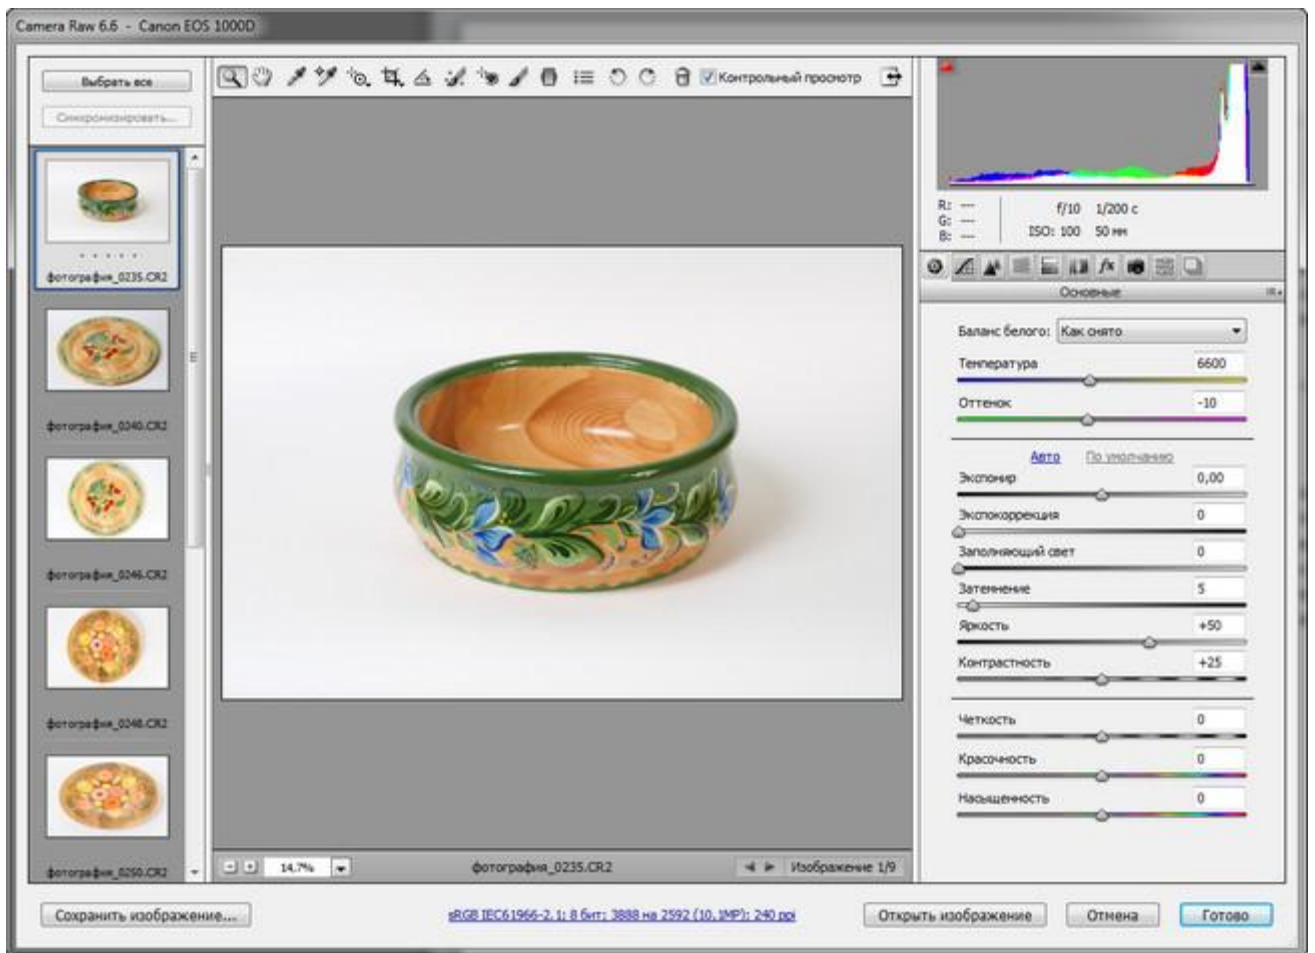 Camera Raw 6.6 - Canon EOS 1000D
Выбрать все
Синхронизировать...
Контрольный просмотр
фотография_0235.CR2
фотография_0240.CR2
фотография_0246.CR2
фотография_0248.CR2
фотография_0250.CR2
R: ---
G: ---
B: ---
f/10 1/200 с
ISO: 100 50 мм
Основные
Баланс белого: Как снято
Температура 6600
Оттенок -10
Авто По умолчанию
Экспонир 0,00
Экспокоррекция 0
Заполняющий свет 0
Затемнение 5
Яркость +50
Контрастность +25
Четкость 0
Красочность 0
Насыщенность 0
14,7% фотография_0235.CR2 Изображение 1/9
Сохранить изображение... sRGB IEC61966-2.1; 8 бит; 3888 на 2592 (10,1MP); 240 ppi Открыть изображение Отмена Готово